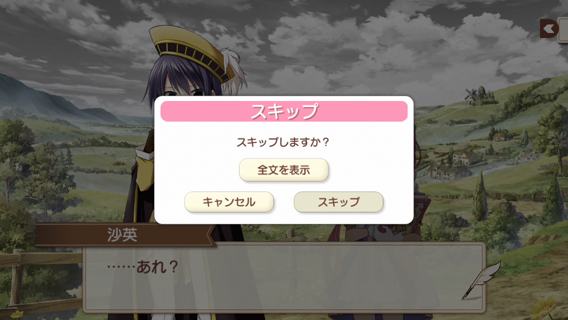 スキップ
スキップしますか？
全文を表示
キャンセル
スキップ
沙英
……あれ？